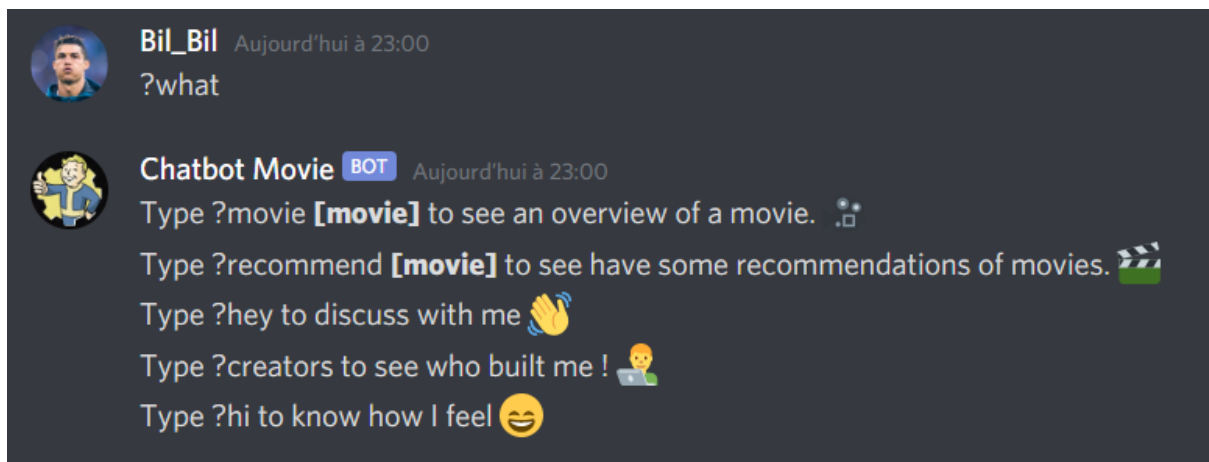 Bil_Bil Aujourd'hui à 23:00
?what
Chatbot Movie BOT Aujourd'hui à 23:00
Type ?movie [movie] to see an overview of a movie.
Type ?recommend [movie] to see have some recommendations of movies.
Type ?hey to discuss with me 👋
Type ?creators to see who built me ! 👨‍💻
Type ?hi to know how I feel 😄